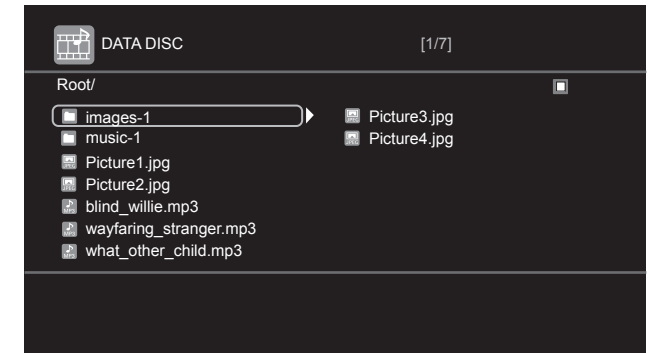 DATA DISC [1/7]
Root/
images-1
music-1
Picture1.jpg
Picture2.jpg
blind_willie.mp3
wayfaring_stranger.mp3
what_other_child.mp3
Picture3.jpg
Picture4.jpg